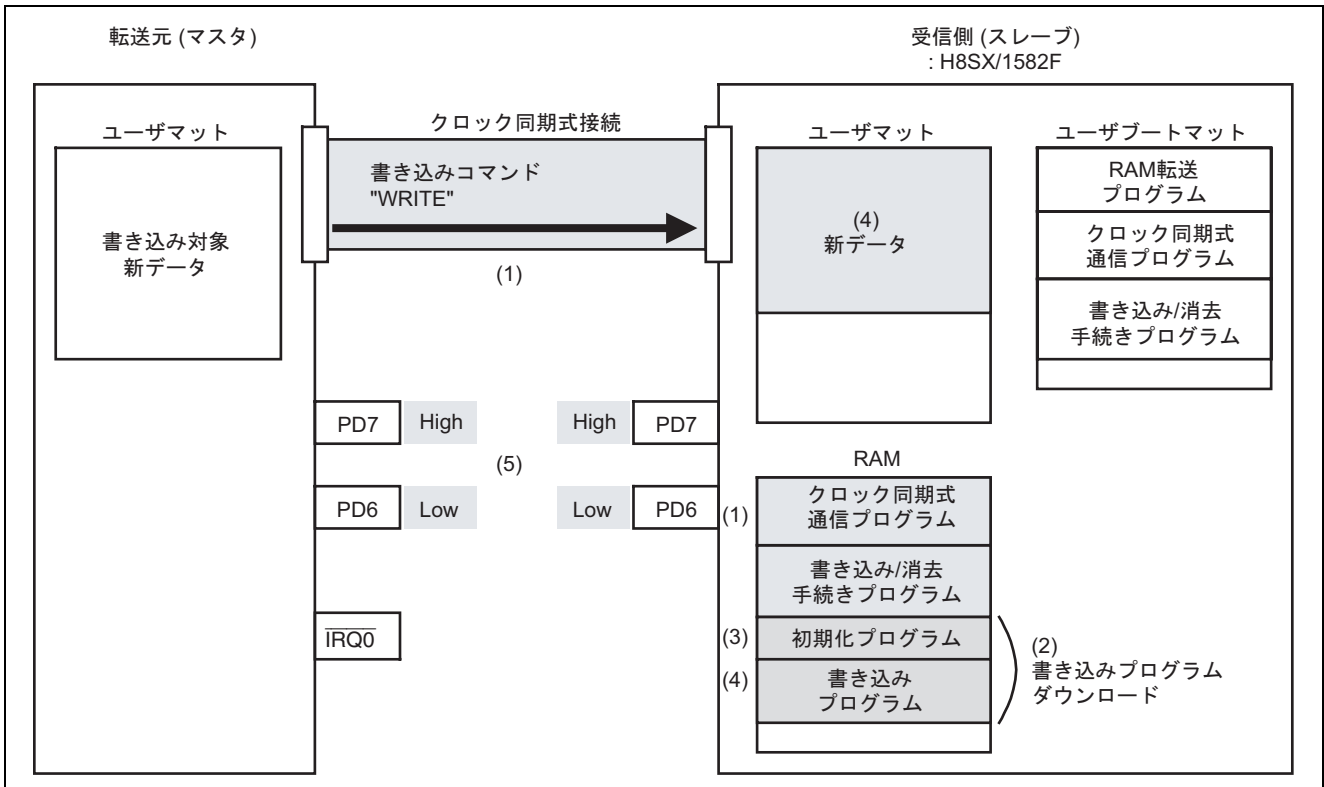 転送元 (マスタ)
受信側 (スレーブ)
: H8SX/1582F
ユーザマット
書き込み対象
新データ
クロック同期式接続
書き込みコマンド
"WRITE"
(1)
ユーザマット
(4)
新データ
ユーザブートマット
RAM転送
プログラム
クロック同期式
通信プログラム
書き込み/消去
手続きプログラム
PD7
High
High
PD7
(5)
PD6
Low
Low
PD6
IRQ0
RAM
(1)
クロック同期式
通信プログラム
書き込み/消去
手続きプログラム
(3)
初期化プログラム
(4)
書き込み
プログラム
(2)
書き込みプログラム
ダウンロード